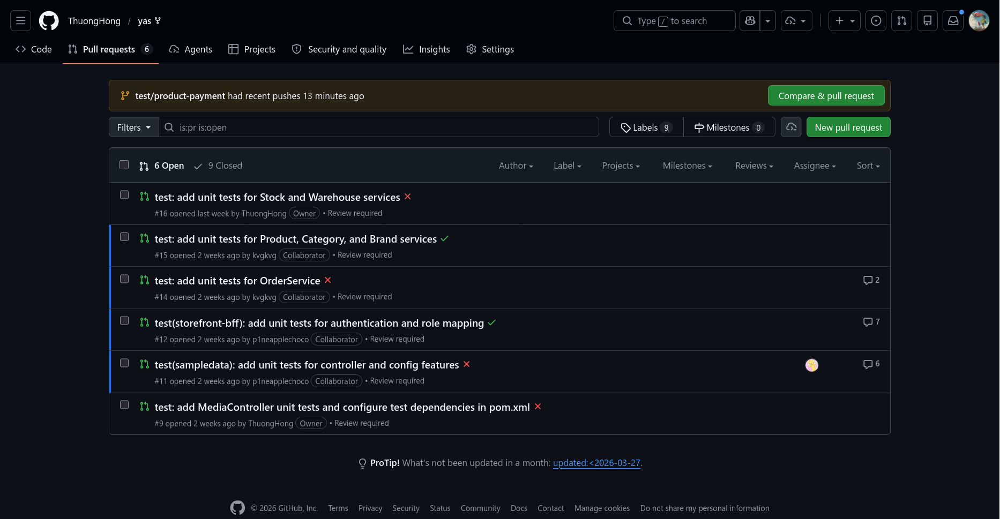 ThuongHong / yas
Type / to search
Code
Pull requests 6
Agents
Projects
Security and quality
Insights
Settings
test/product-payment had recent pushes 13 minutes ago
Compare & pull request
Filters
is:pr is:open
Labels 9
Milestones 0
New pull request
6 Open
9 Closed
Author
Label
Projects
Milestones
Reviews
Assignee
Sort
test: add unit tests for Stock and Warehouse services
#16 opened last week by ThuongHong Owner • Review required
test: add unit tests for Product, Category, and Brand services
#15 opened 2 weeks ago by kvgkvg Collaborator • Review required
test: add unit tests for OrderService
2
#14 opened 2 weeks ago by kvgkvg Collaborator • Review required
test(storefront-bff): add unit tests for authentication and role mapping
7
#12 opened 2 weeks ago by p1neapplechoco Collaborator • Review required
test(sampledata): add unit tests for controller and config features
6
#11 opened 2 weeks ago by p1neapplechoco Collaborator • Review required
test: add MediaController unit tests and configure test dependencies in pom.xml
#9 opened 2 weeks ago by ThuongHong Owner • Review required
ProTip! What's not been updated in a month: updated:<2026-03-27.
© 2026 GitHub, Inc.
Terms
Privacy
Security
Status
Community
Docs
Contact
Manage cookies
Do not share my personal information